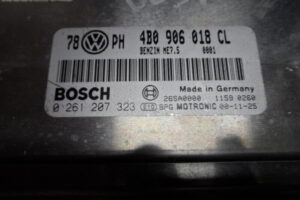 78 PH 4B0 906 018 CL
BENZIN ME7.5 0001
BOSCH
Made in Germany
26SA0000 1159 0260
0 261 207 323
BPG MOTRONIC 00-11-25